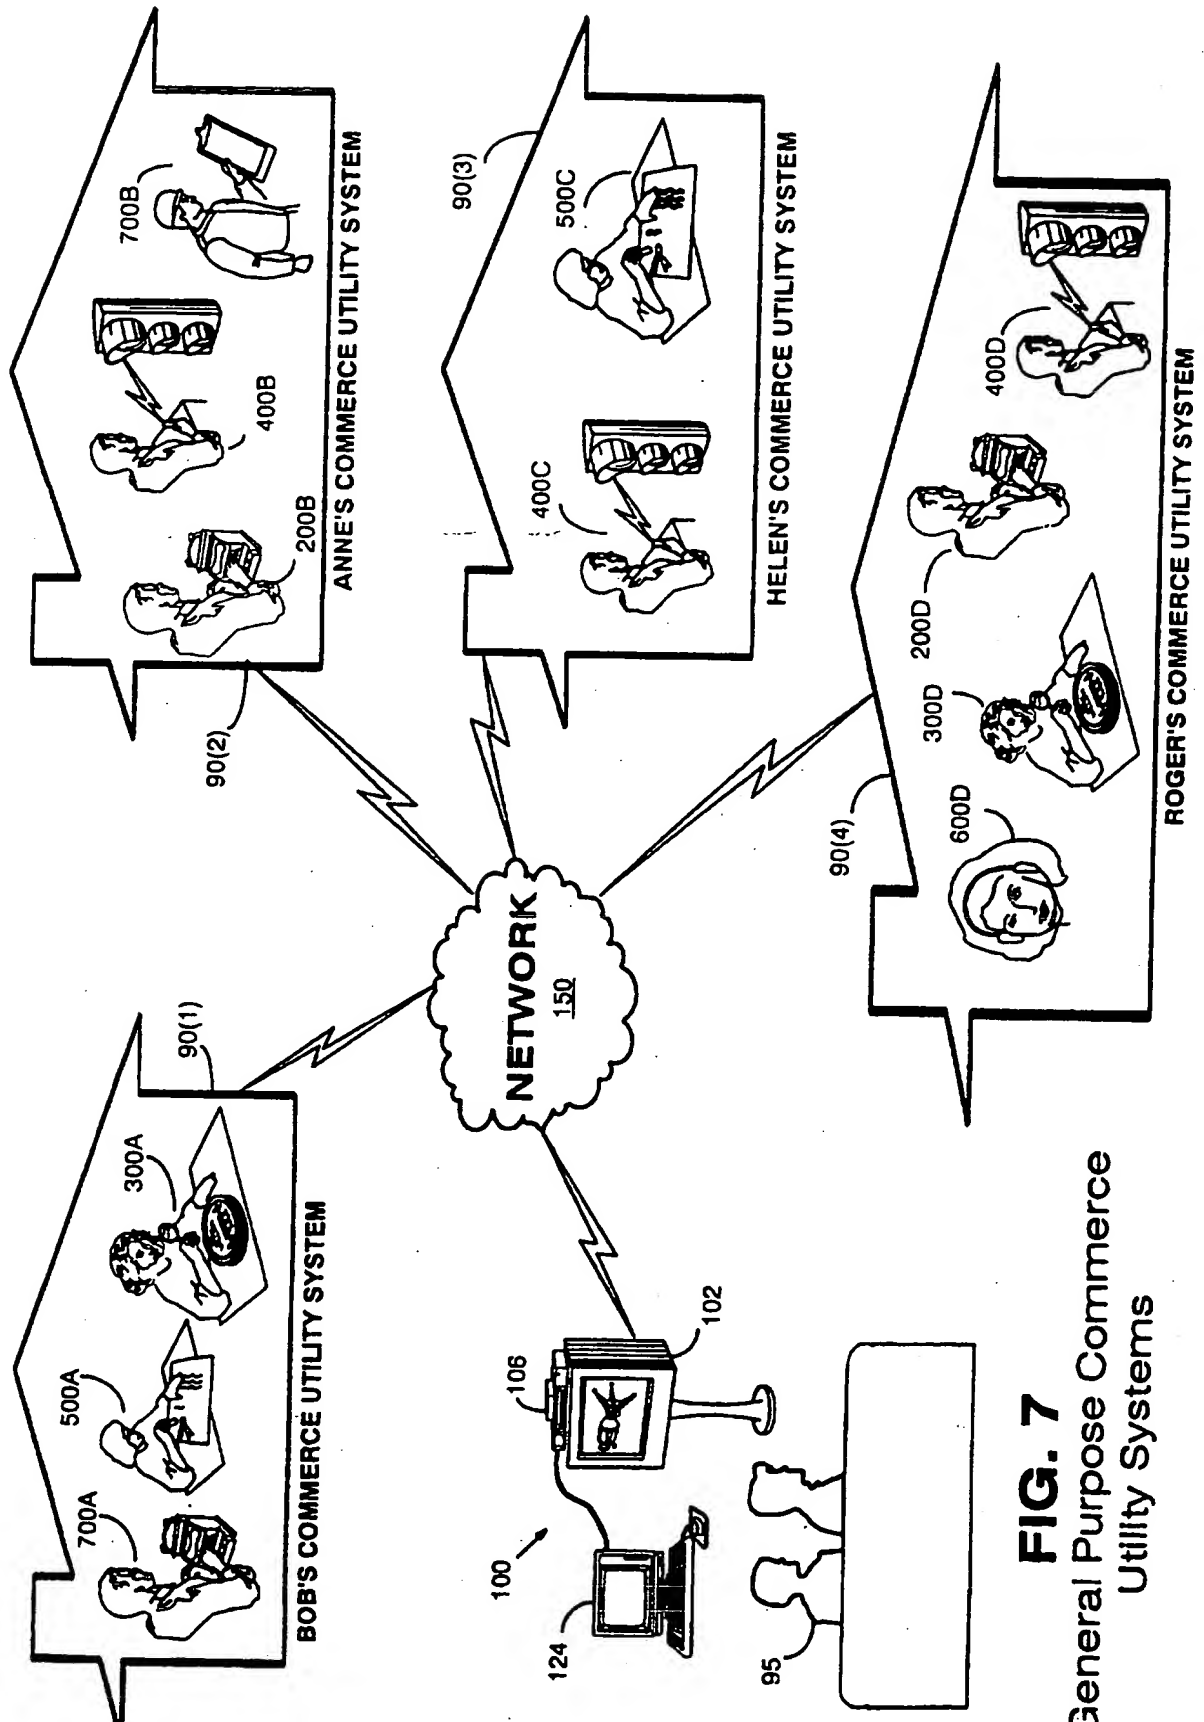 700A
500A
300A
90(1)
BOB'S COMMERCE UTILITY SYSTEM
90(2)
200B
400B
700B
ANNE'S COMMERCE UTILITY SYSTEM
NETWORK
150
400C
500C
90(3)
HELEN'S COMMERCE UTILITY SYSTEM
124
100
106
102
95
90(4)
600D
300D
200D
400D
ROGER'S COMMERCE UTILITY SYSTEM
FIG. 7
General Purpose Commerce
Utility Systems